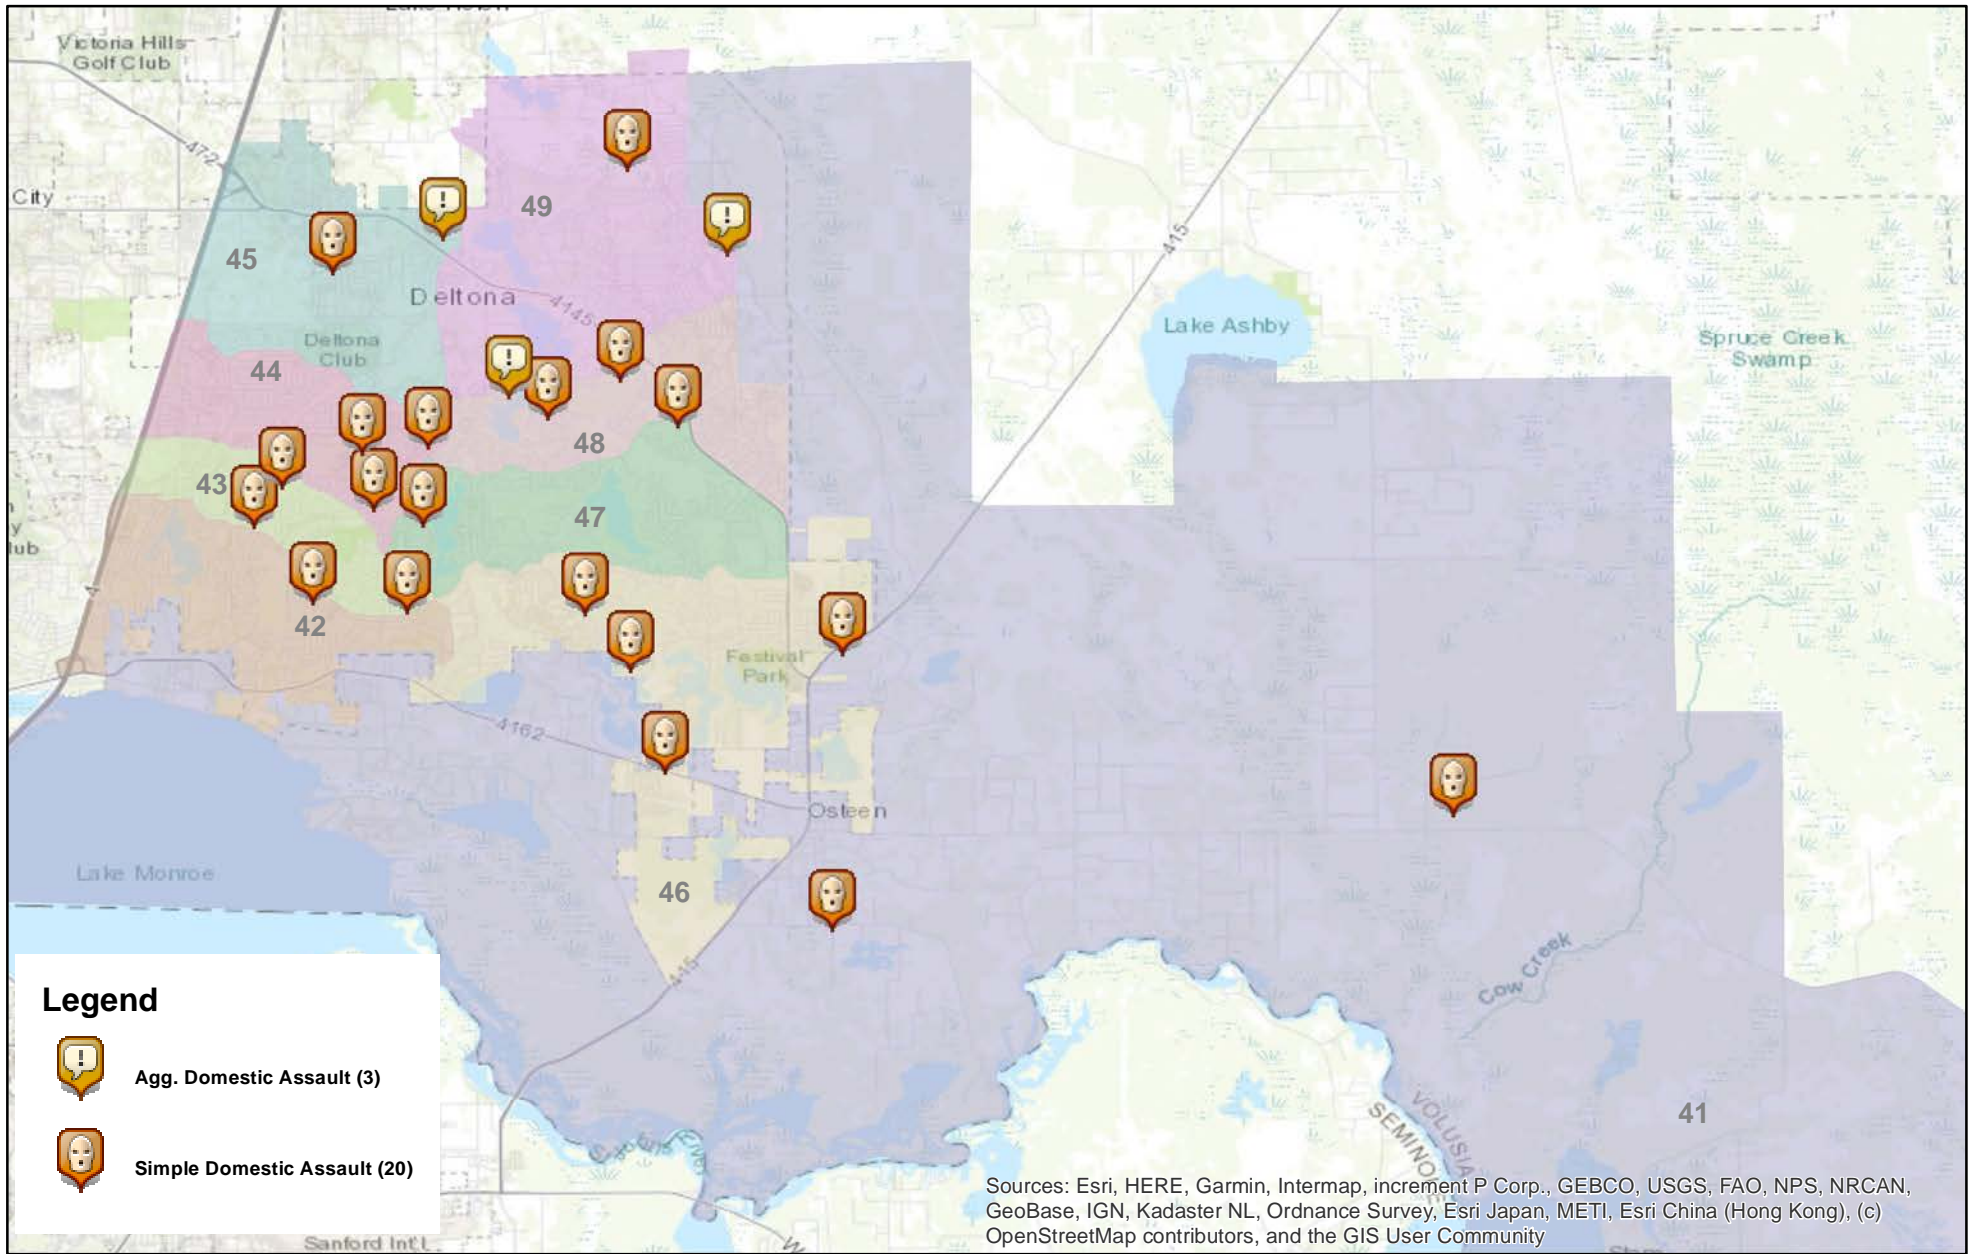 Victoria Hills
Golf Club
472
City
49
45
Deltona
4145
415
Lake Ashby
Spruce Creek
Swamp
Deltona
Club
44
48
43
47
4
42
Festival
Park
4162
Osteen
Lake Monroe
46
415
Cow Creek
41
VOLUSIA
SEMINOLE
Legend
!
Agg. Domestic Assault (3)
Simple Domestic Assault (20)
Sources: Esri, HERE, Garmin, Intermap, increment P Corp., GEBCO, USGS, FAO, NPS, NRCAN,
GeoBase, IGN, Kadaster NL, Ordnance Survey, Esri Japan, METI, Esri China (Hong Kong), (c)
OpenStreetMap contributors, and the GIS User Community
Sanford Int'l